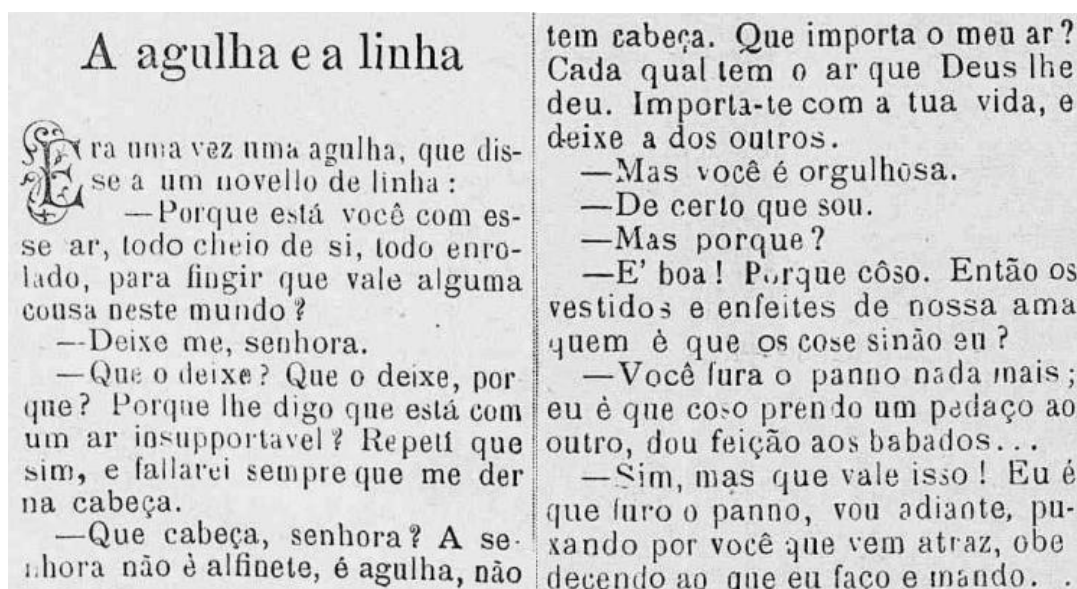 A agulha e a linha
Era uma vez uma agulha, que dis-
se a um novello de linha:
—Porque está você com es-
se ar, todo cheio de si, todo enro-
lado, para fingir que vale alguma
cousa neste mundo?
—Deixe me, senhora.
—Que o deixe? Que o deixe, por
que? Porque lhe digo que está com
um ar insupportavel? Repetí que
sim, e fallarei sempre que me der
na cabeça.
—Que cabeça, senhora? A se-
nhora não è alfinete, é agulha, não
tem cabeça. Que importa o meu ar?
Cada qual tem o ar que Deus lhe
deu. Importa-te com a tua vida, e
deixe a dos outros.
—Mas você é orgulhosa.
—De certo que sou.
—Mas porque?
—E' boa! Porque côso. Então os
vestidos e enfeites de nossa ama
quem è que os cose sinão eu?
—Você fura o panno nada mais;
eu è que coso prendo um pedaço ao
outro, dou feição aos babados...
—Sim, mas que vale isso! Eu é
que furo o panno, vou adiante, pu-
xando por você que vem atraz, obe
decendo ao que eu faço e mando. .